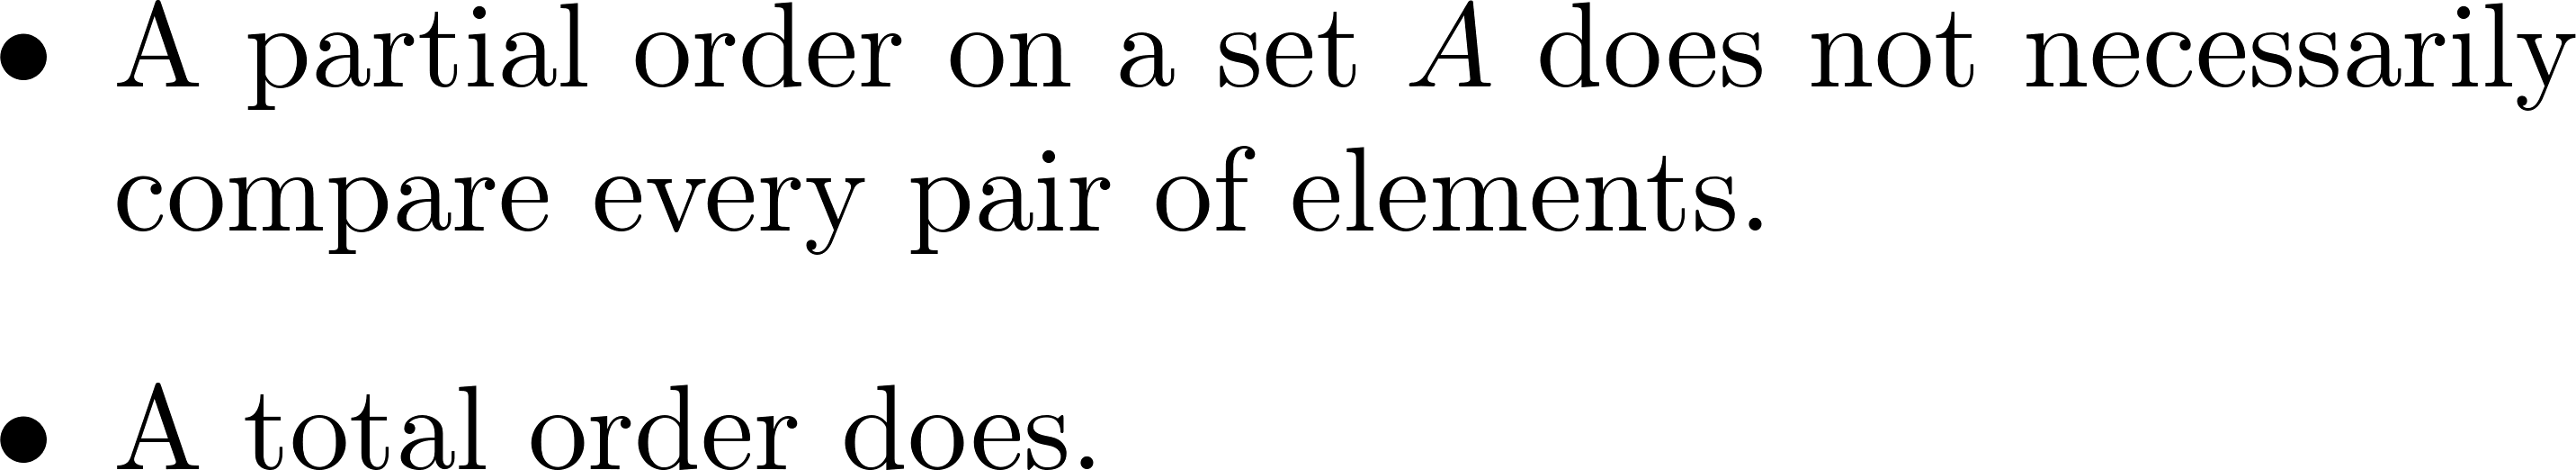 • A partial order on a set A does not necessarily
compare every pair of elements.
• A total order does.